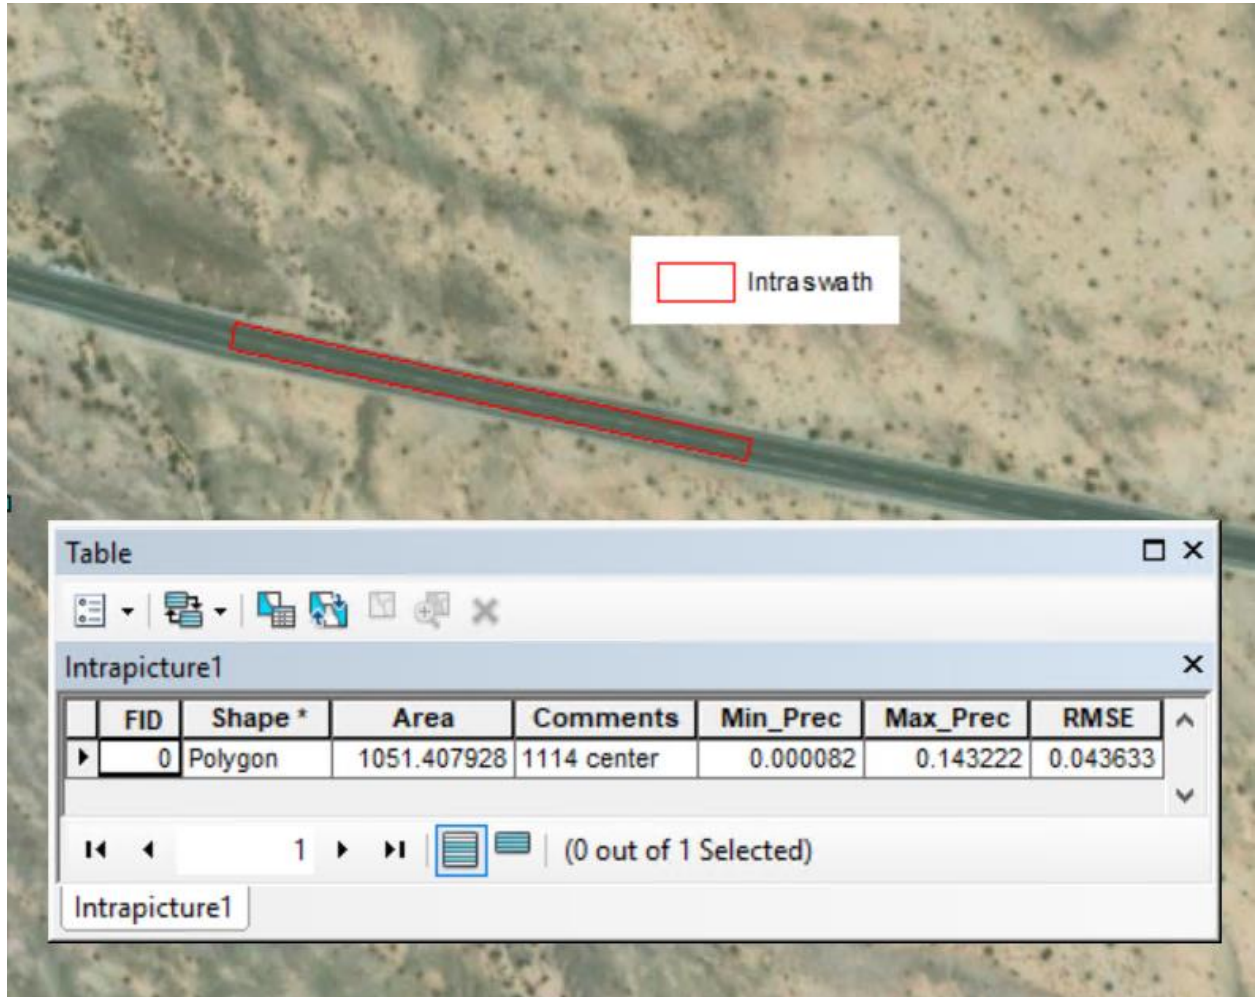 Intraswath
Table
Intrapicture1
FID Shape * Area Comments Min_Prec Max_Prec RMSE
0 Polygon 1051.407928 1114 center 0.000082 0.143222 0.043633
1 (0 out of 1 Selected)
Intrapicture1